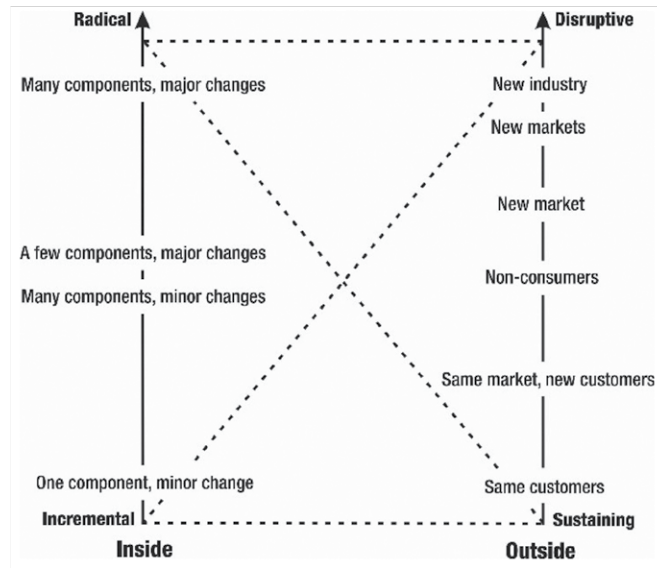 Radical
Disruptive
Many components, major changes
New industry
New markets
New market
A few components, major changes
Non-consumers
Many components, minor changes
Same market, new customers
One component, minor change
Same customers
Incremental
Sustaining
Inside
Outside